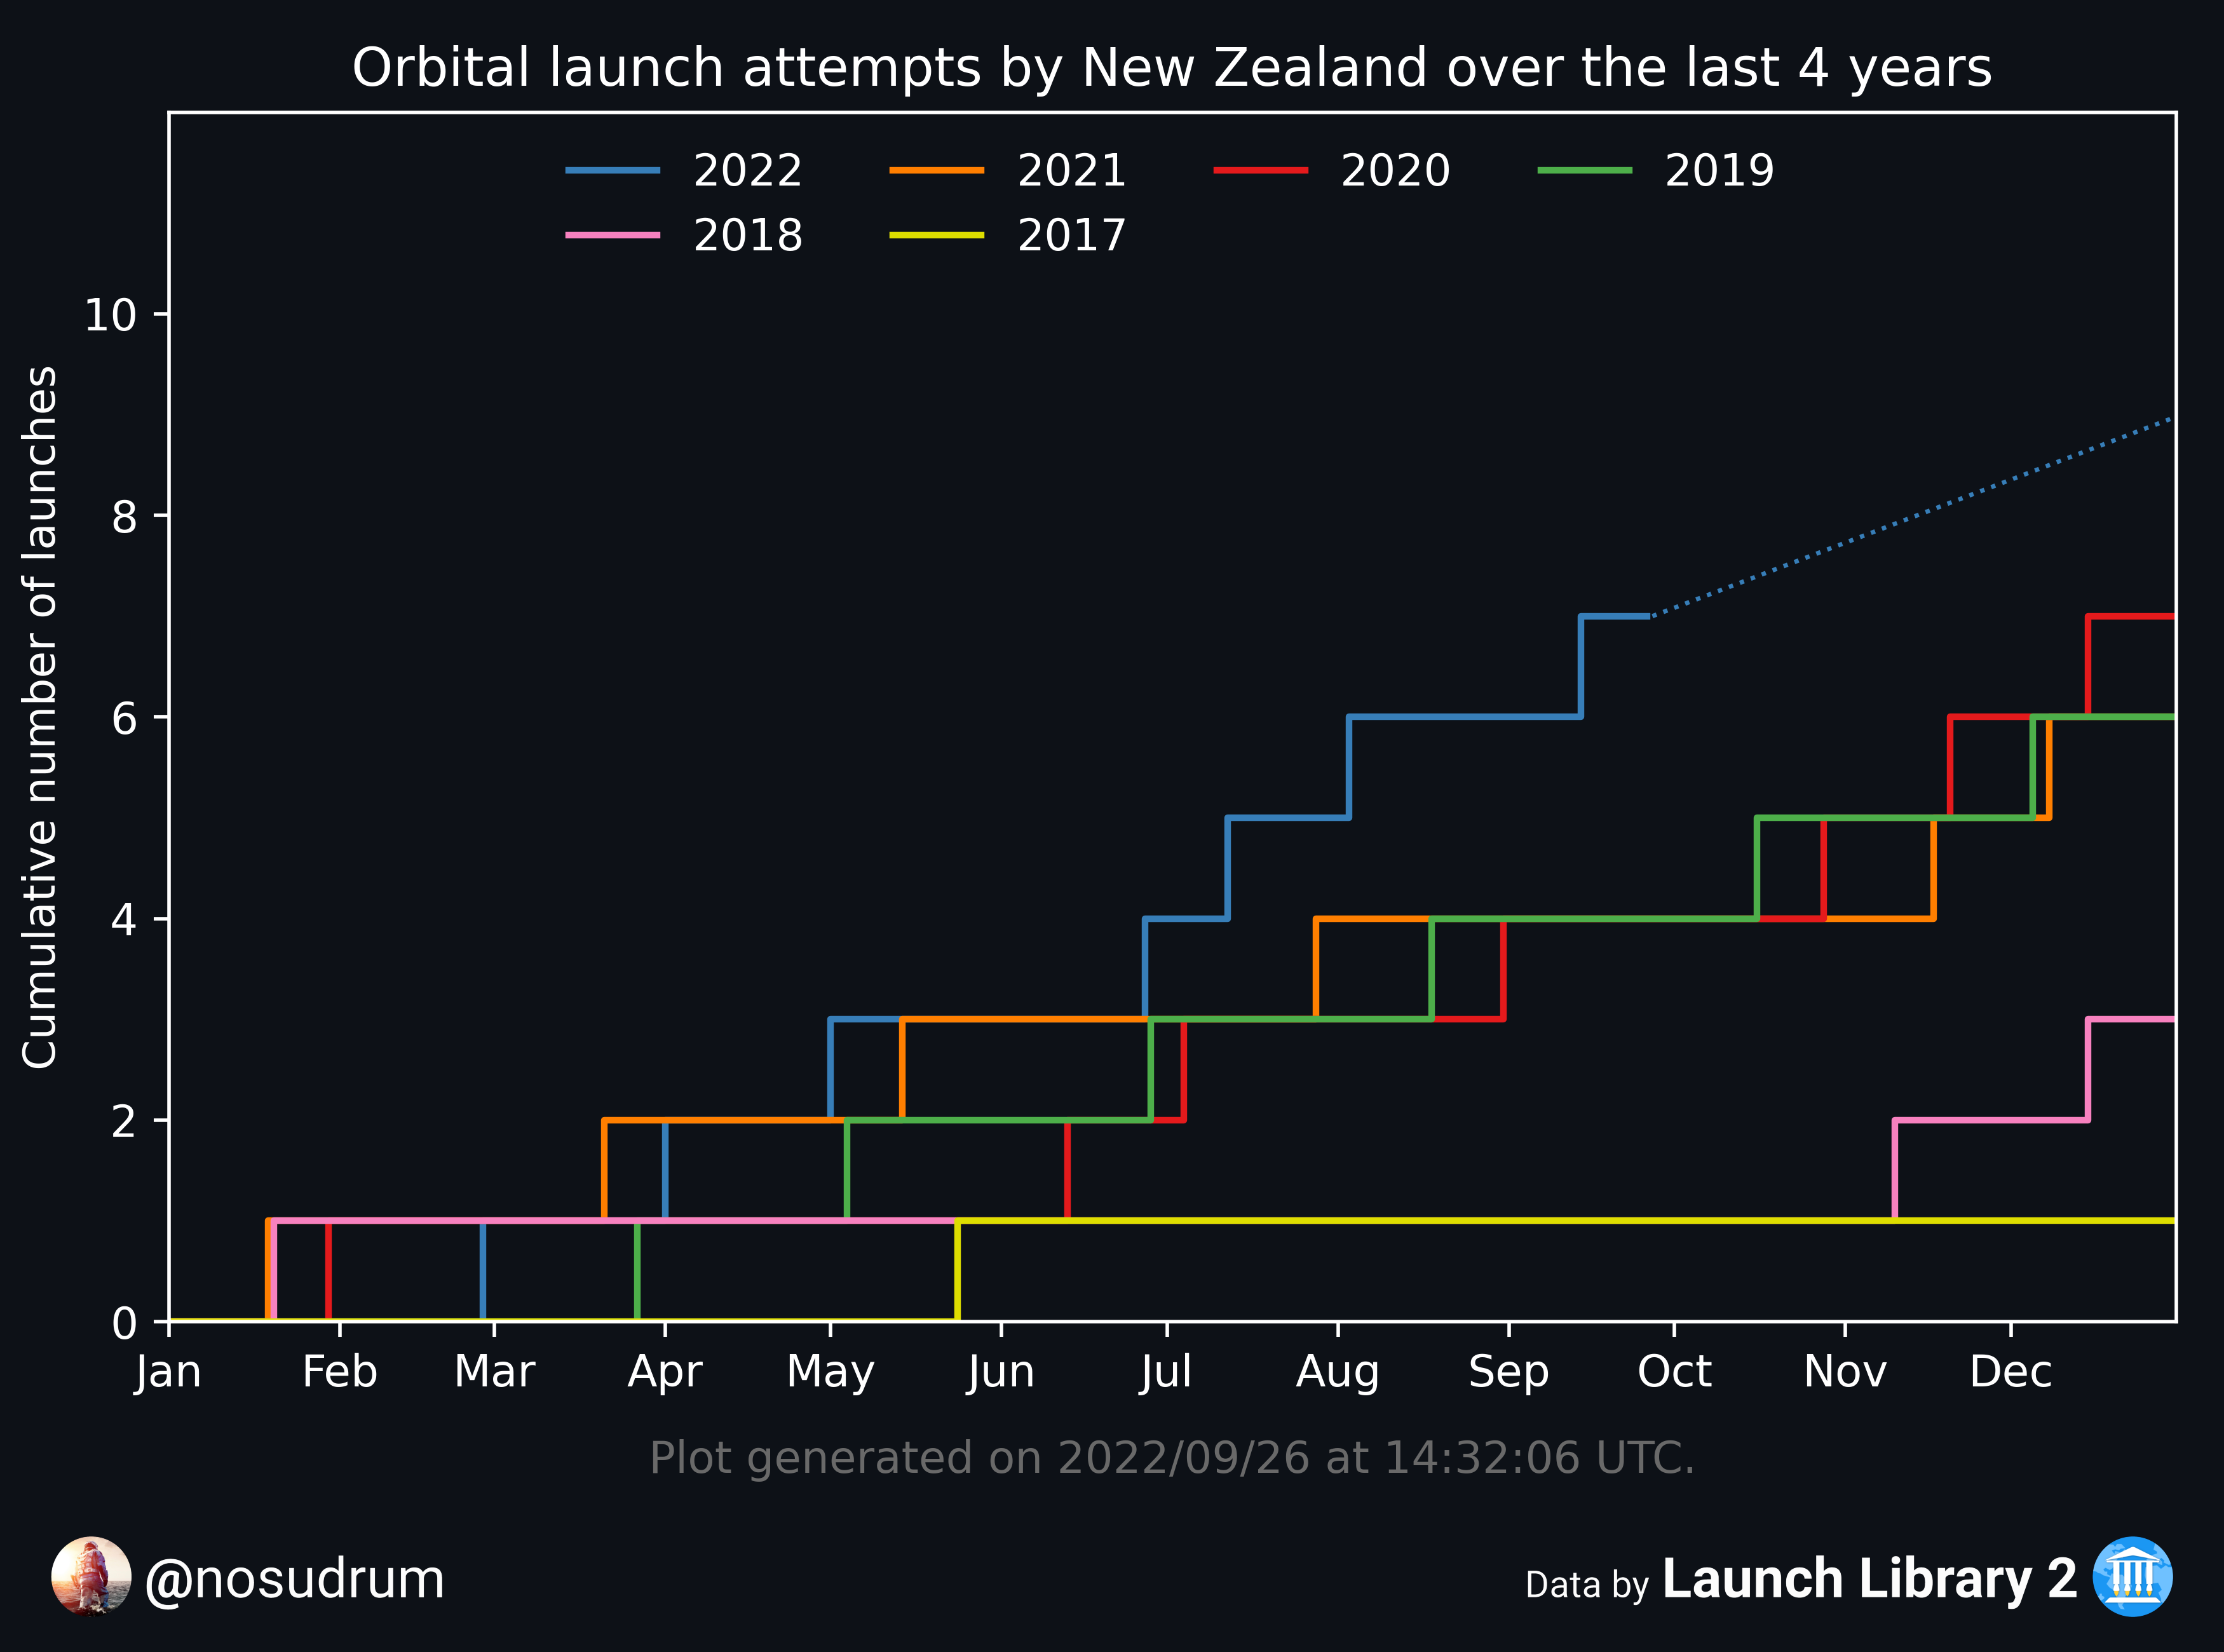 Orbital launch attempts by New Zealand over the last 4 years
2022 2021 2020 2019
2018 2017
Cumulative number of launches
10
8
6
4
2
0
Jan Feb Mar Apr May Jun Jul Aug Sep Oct Nov Dec
Plot generated on 2022/09/26 at 14:32:06 UTC.
@nosudrum
Data by Launch Library 2